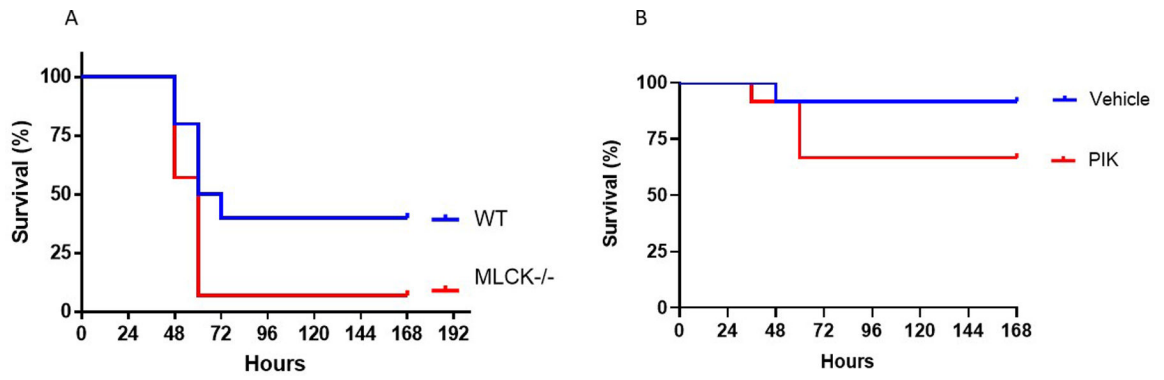 A
Survival (%)
100
75
50
25
0
0 24 48 72 96 120 144 168 192
Hours
WT
MLCK-/-
B
Survival (%)
100
75
50
25
0
0 24 48 72 96 120 144 168
Hours
Vehicle
PIK